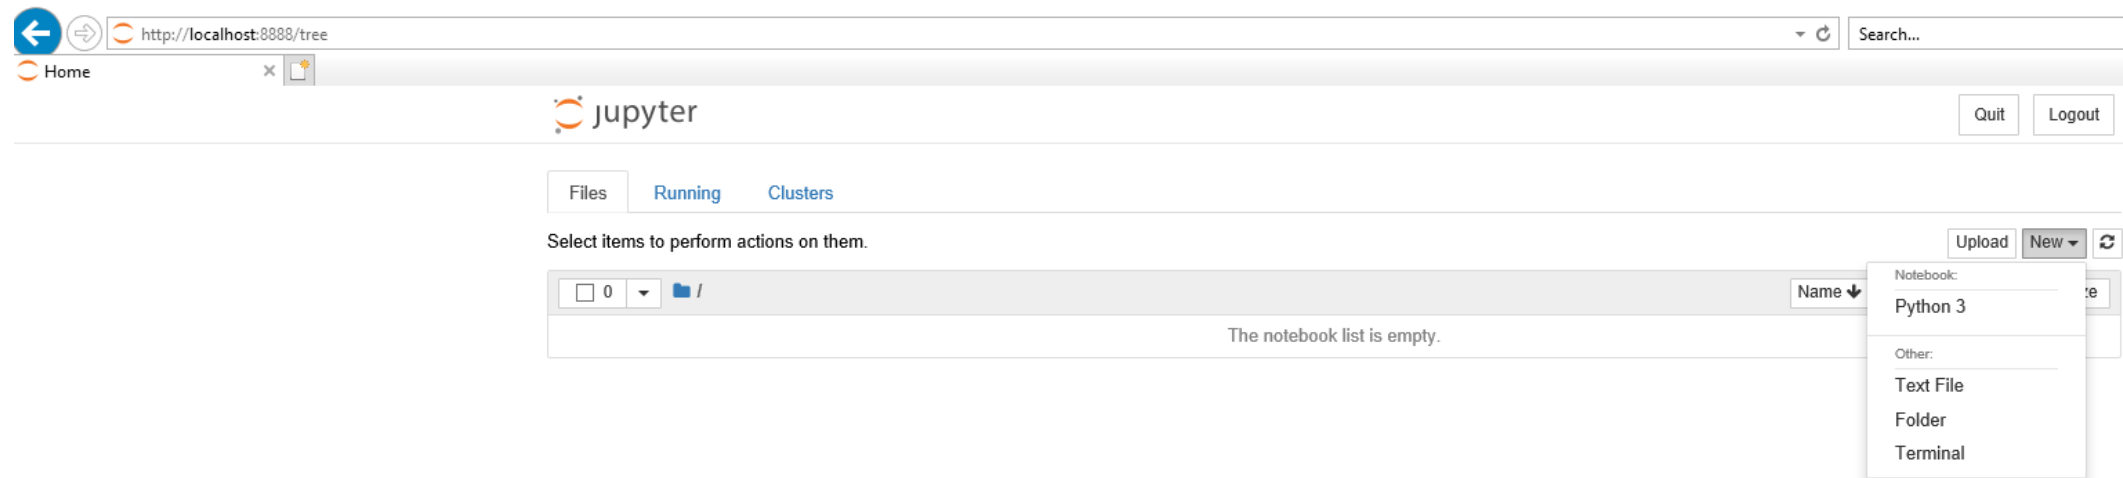 http://localhost:8888/tree
Search...
Home
jupyter
Quit
Logout
Files
Running
Clusters
Select items to perform actions on them.
Upload
New
0
/
Name
ze
The notebook list is empty.
Notebook:
Python 3
Other:
Text File
Folder
Terminal